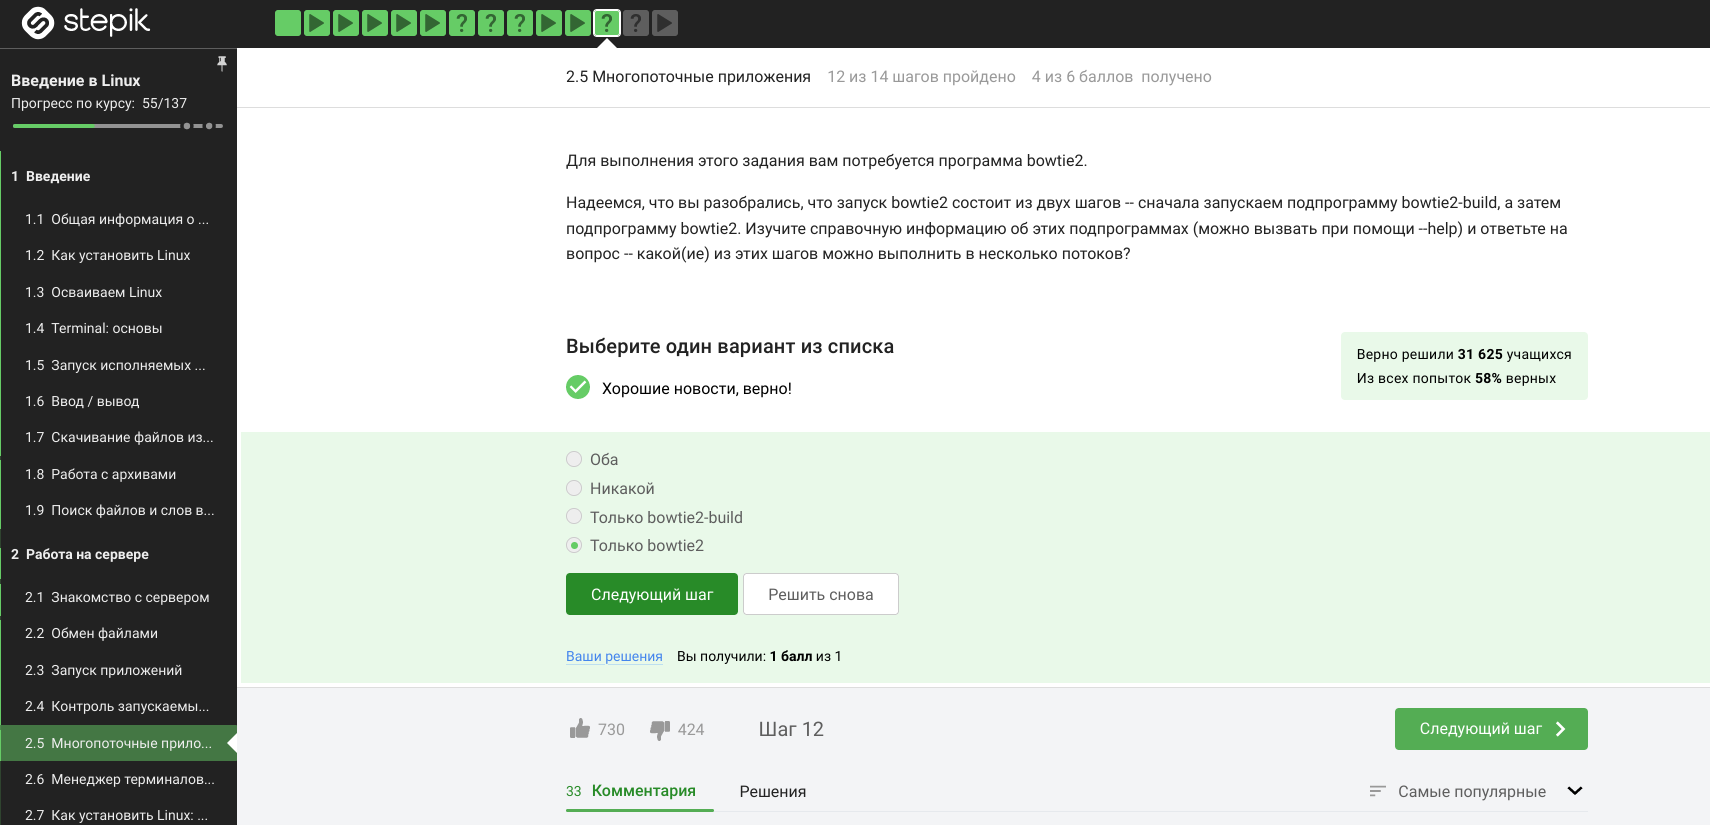 stepik
? ? ? ? ?
Введение в Linux
Прогресс по курсу: 55/137
1 Введение
1.1 Общая информация о ...
1.2 Как установить Linux
1.3 Осваиваем Linux
1.4 Terminal: основы
1.5 Запуск исполняемых ...
1.6 Ввод / вывод
1.7 Скачивание файлов из...
1.8 Работа с архивами
1.9 Поиск файлов и слов в...
2 Работа на сервере
2.1 Знакомство с сервером
2.2 Обмен файлами
2.3 Запуск приложений
2.4 Контроль запускаемы...
2.5 Многопоточные прило...
2.6 Менеджер терминалов...
2.7 Как установить Linux: ...
2.5 Многопоточные приложения 12 из 14 шагов пройдено 4 из 6 баллов получено
Для выполнения этого задания вам потребуется программа bowtie2.
Надеемся, что вы разобрались, что запуск bowtie2 состоит из двух шагов -- сначала запускаем подпрограмму bowtie2-build, а затем
подпрограмму bowtie2. Изучите справочную информацию об этих подпрограммах (можно вызвать при помощи --help) и ответьте на
вопрос -- какой(ие) из этих шагов можно выполнить в несколько потоков?
Выберите один вариант из списка
Хорошие новости, верно!
Верно решили 31 625 учащихся
Из всех попыток 58% верных
Оба
Никакой
Только bowtie2-build
Только bowtie2
Следующий шаг Решить снова
Ваши решения Вы получили: 1 балл из 1
730 424 Шаг 12 Следующий шаг
33 Комментария Решения Самые популярные